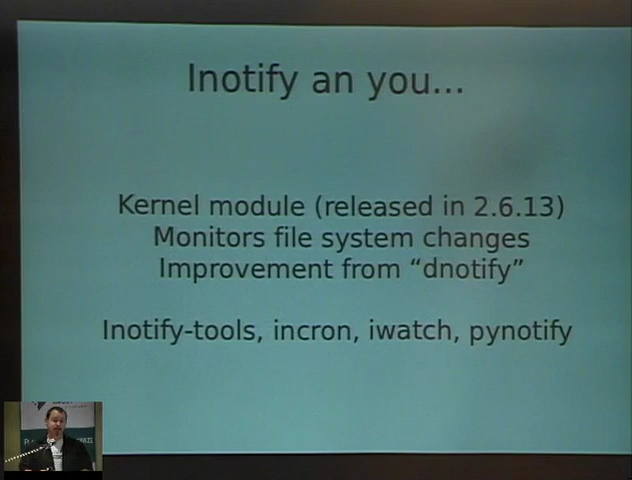 Inotify an you...
Kernel module (released in 2.6.13)
Monitors file system changes
Improvement from “dnotify”
Inotify-tools, incron, iwatch, pynotify